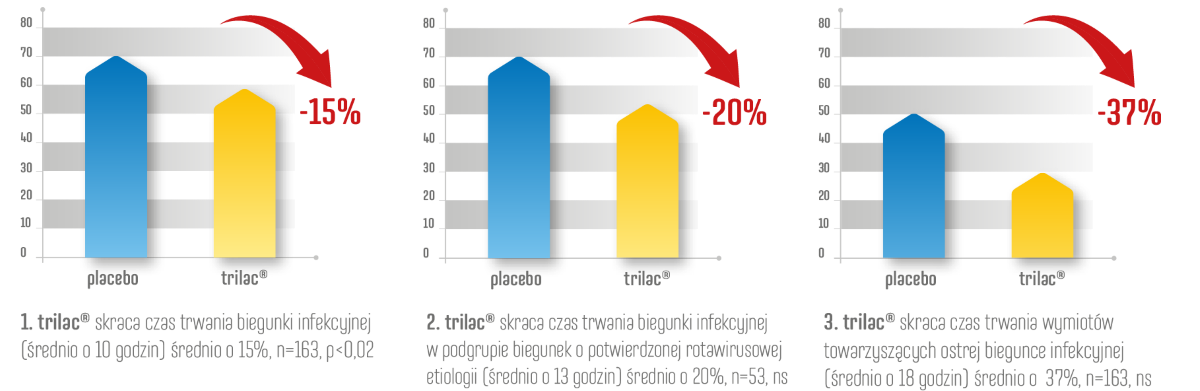 80
70
60
50
40
30
20
10
0
-15%
placebo
trilac®
1. trilac® skraca czas trwania biegunki infekcyjnej
(średnio o 10 godzin) średnio o 15%, n=163, p<0,02
80
70
60
50
40
30
20
10
0
-20%
placebo
trilac®
2. trilac® skraca czas trwania biegunki infekcyjnej
w podgrupie biegunek o potwierdzonej rotawirusowej
etiologii (średnio o 13 godzin) średnio o 20%, n=53, ns
80
70
60
50
40
30
20
10
0
-37%
placebo
trilac®
3. trilac® skraca czas trwania wymiotów
towarzyszących ostrej biegunce infekcyjnej
(średnio o 18 godzin) średnio o 37%, n=163, ns